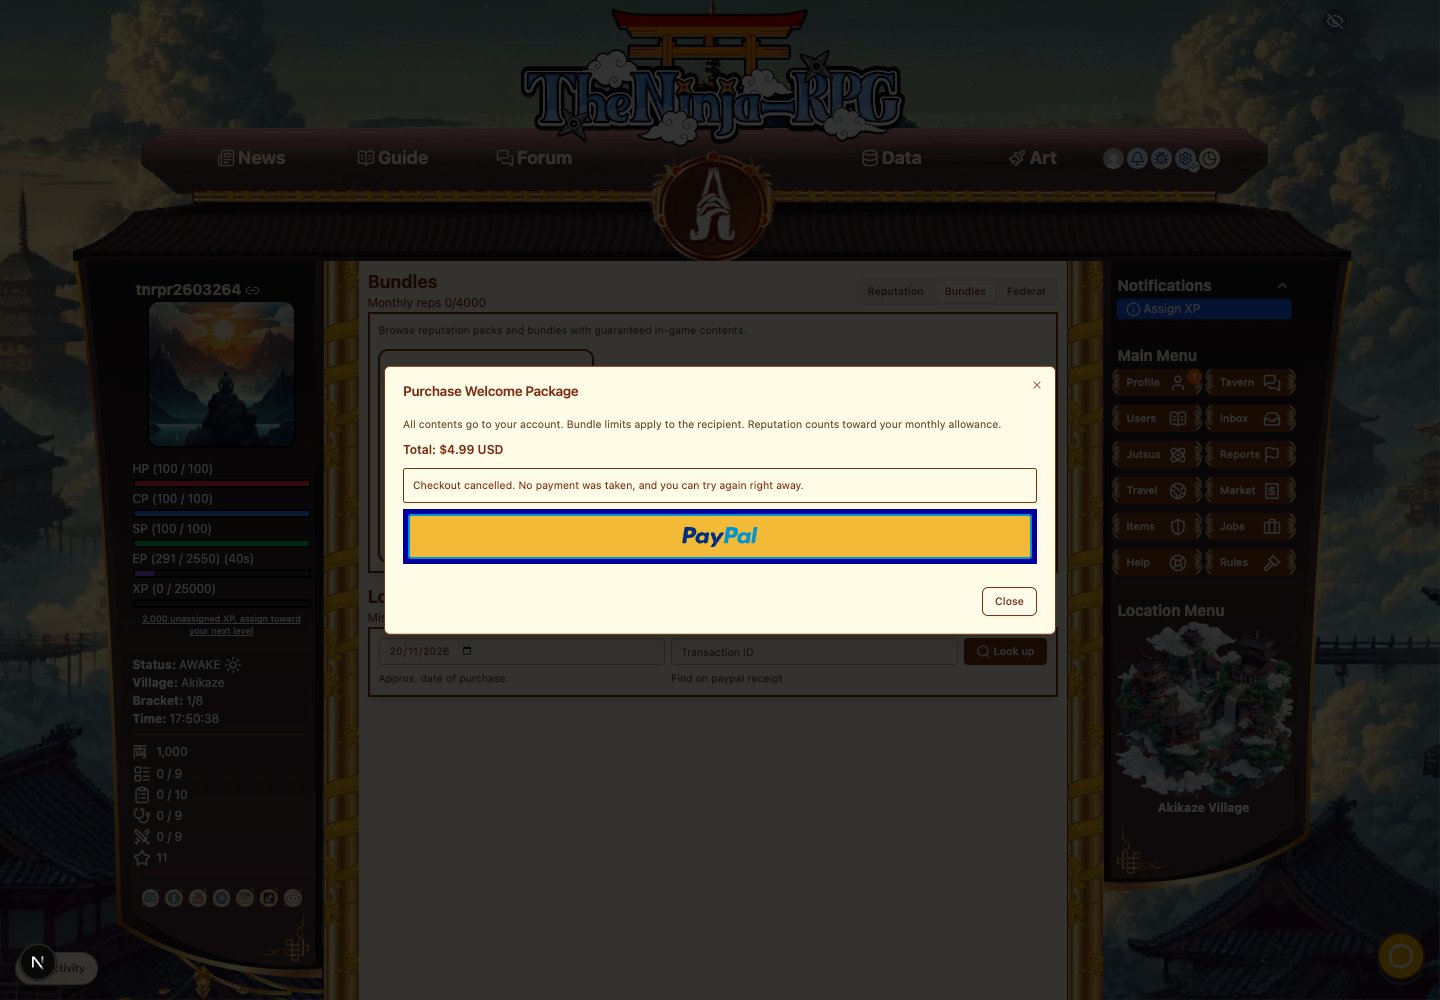 TheNinja-RPG
News
Guide
Forum
Data
Art
tnrpr2603264
HP (100 / 100)
CP (100 / 100)
SP (100 / 100)
EP (291 / 2550) (40s)
XP (0 / 25000)
2,000 unassigned XP, assign toward
your next level
Status: AWAKE
Village: Akikaze
Bracket: 1/8
Time: 17:50:38
両 1,000
0 / 9
0 / 10
0 / 9
0 / 9
11
N
ctivity
Bundles
Monthly reps 0/4000
Reputation
Bundles
Federal
Browse reputation packs and bundles with guaranteed in-game contents.
Purchase Welcome Package
All contents go to your account. Bundle limits apply to the recipient. Reputation counts toward your monthly allowance.
Total: $4.99 USD
Checkout cancelled. No payment was taken, and you can try again right away.
PayPal
Close
Lo
Mis
20/11/2026
Transaction ID
Look up
Approx. date of purchase
Find on paypal receipt
Notifications
Assign XP
Main Menu
Profile
1
Tavern
Users
Inbox
Jutsus
Reports
Travel
Market
Items
Jobs
Help
Rules
Location Menu
Akikaze Village